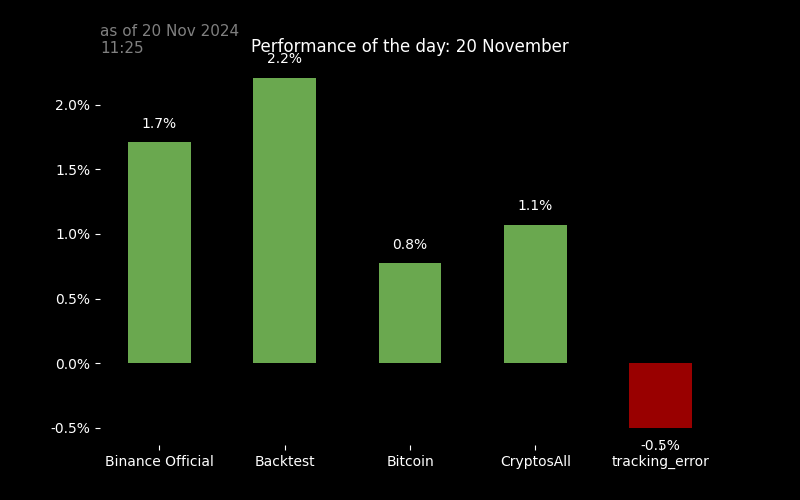 as of 20 Nov 2024
11:25
Performance of the day: 20 November
2.2%
2.0%
1.7%
1.5%
1.1%
1.0%
0.8%
0.5%
0.0%
-0.5%
-0.5%
Binance Official
Backtest
Bitcoin
CryptosAll
tracking_error